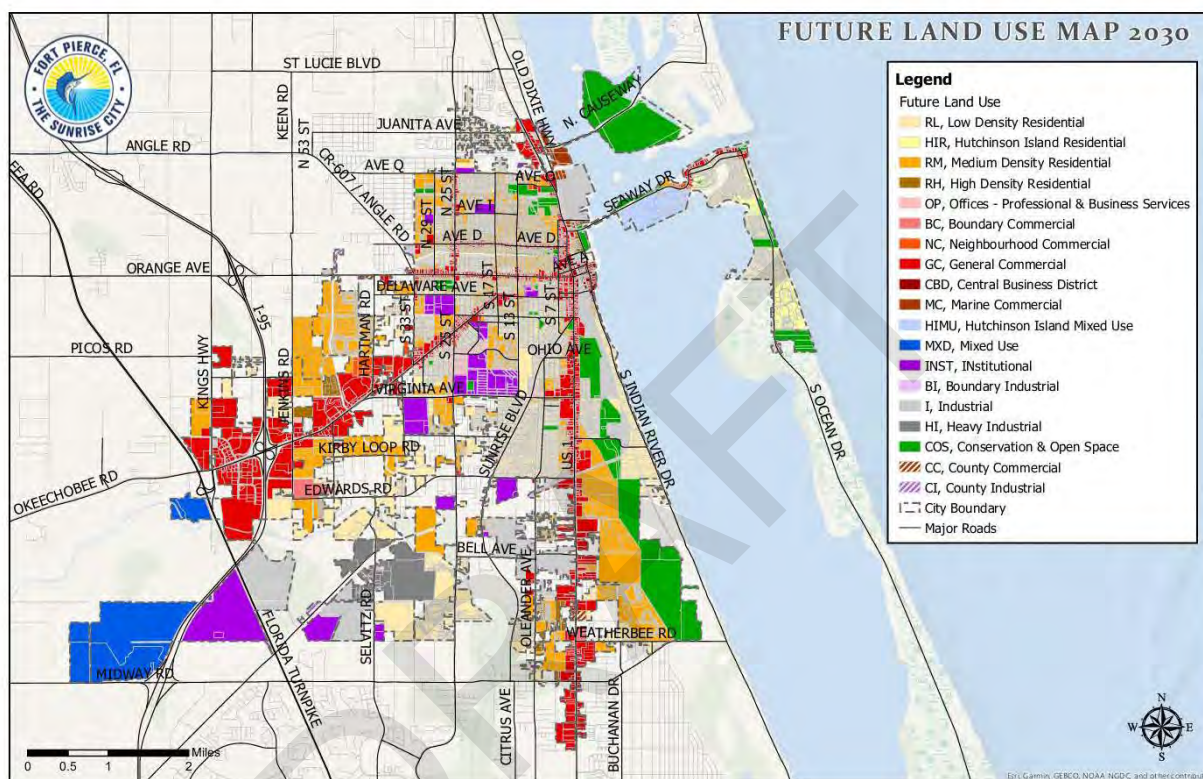 FUTURE LAND USE MAP 2030
FORT PIERCE, FL
THE SUNRISE CITY
Legend
Future Land Use
RL, Low Density Residential
HIR, Hutchinson Island Residential
RM, Medium Density Residential
RH, High Density Residential
OP, Offices - Professional & Business Services
BC, Boundary Commercial
NC, Neighbourhood Commercial
GC, General Commercial
CBD, Central Business District
MC, Marine Commercial
HIMU, Hutchinson Island Mixed Use
MXD, Mixed Use
INST, INstitutional
BI, Boundary Industrial
I, Industrial
HI, Heavy Industrial
COS, Conservation & Open Space
CC, County Commercial
CI, County Industrial
City Boundary
Major Roads
ST LUCIE BLVD
KEEN RD
N 53 ST
JUANITA AVE
OLD DIXIE HWY
N. CAUSEWAY
ANGLE RD
AVE Q
CR-607 / ANGLE RD.
N 29 ST
N 25 ST
AVE I
AVE D
AVE D
SEAWAY DR
ORANGE AVE
I-95
DELAWARE AVE
HARTMAN RD
S 33 ST
S 25 ST
S 17 ST
S 13 ST
S 7 ST
OHIO AVE
PICOS RD
KINGS HWY
JENKINS RD
VIRGINIA AVE
SUNRISE BLVD
S INDIAN RIVER DR
S OCEAN DR
KIRBY LOOP RD
US 1
OKEECHOBEE RD
EDWARDS RD
BELL AVE
SELVITZ RD
OLEANDER AVE
WEATHERBEE RD
FLORIDA TURNPIKE
MIDWAY RD
CITRUS AVE
BUCHANAN DR
DRAFT
0 0.5 1 2
Miles
N
W E
S